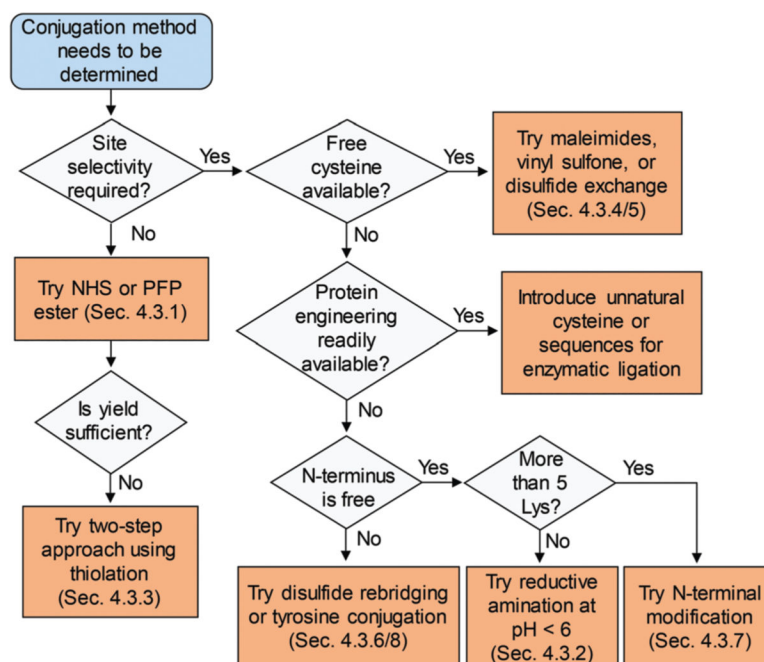 Conjugation method
needs to be
determined
Site
selectivity
required?
Yes
Free
cysteine
available?
Yes
Try maleimides,
vinyl sulfone, or
disulfide exchange
(Sec. 4.3.4/5)
No
No
Try NHS or PFP
ester (Sec. 4.3.1)
Protein
engineering
readily
available?
Yes
Introduce unnatural
cysteine or
sequences for
enzymatic ligation
Is yield
sufficient?
No
No
N-terminus
is free
Yes
More
than 5
Lys?
Yes
Try two-step
approach using
thiolation
(Sec. 4.3.3)
No
No
Try disulfide rebridging
or tyrosine conjugation
(Sec. 4.3.6/8)
Try reductive
amination at
pH < 6
(Sec. 4.3.2)
Try N-terminal
modification
(Sec. 4.3.7)